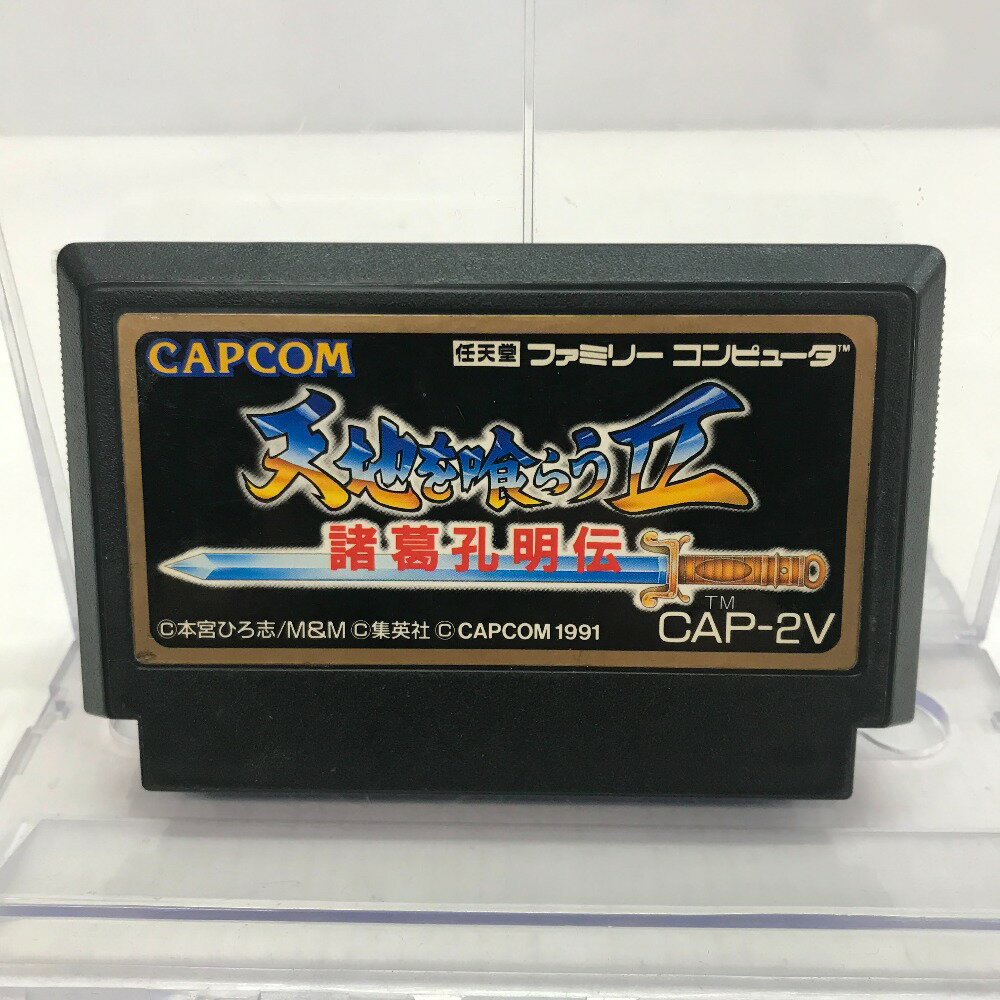 CAPCOM
任天堂 ファミリー コンピュータ™
天地を喰らうII
諸葛孔明伝
©本宮ひろ志/M&M ©集英社 © CAPCOM 1991
TM
CAP-2V